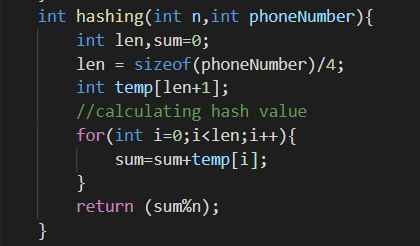 int hashing(int n,int phoneNumber){
    int len,sum=0;
    len = sizeof(phoneNumber)/4;
    int temp[len+1];
    //calculating hash value
    for(int i=0;i<len;i++){
        sum=sum+temp[i];
    }
    return (sum%n);
}